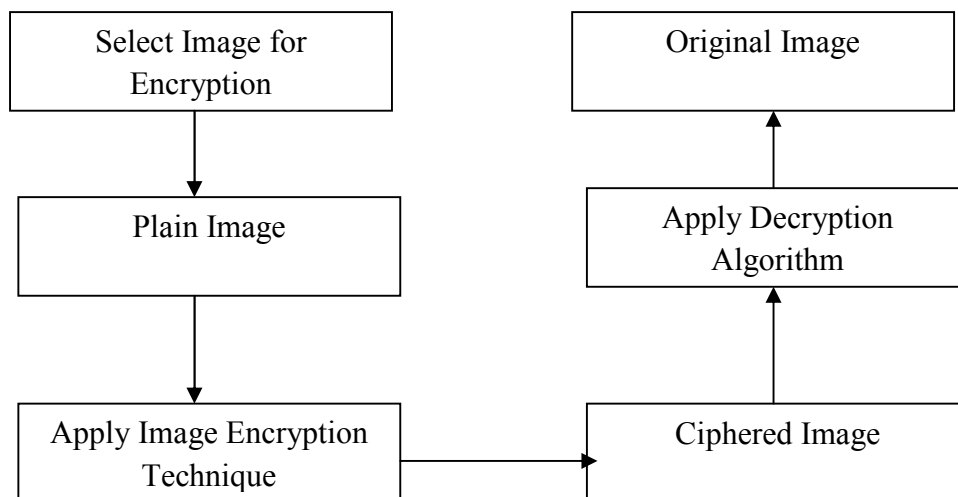 Select Image for
Encryption
Plain Image
Apply Image Encryption
Technique
Ciphered Image
Apply Decryption
Algorithm
Original Image